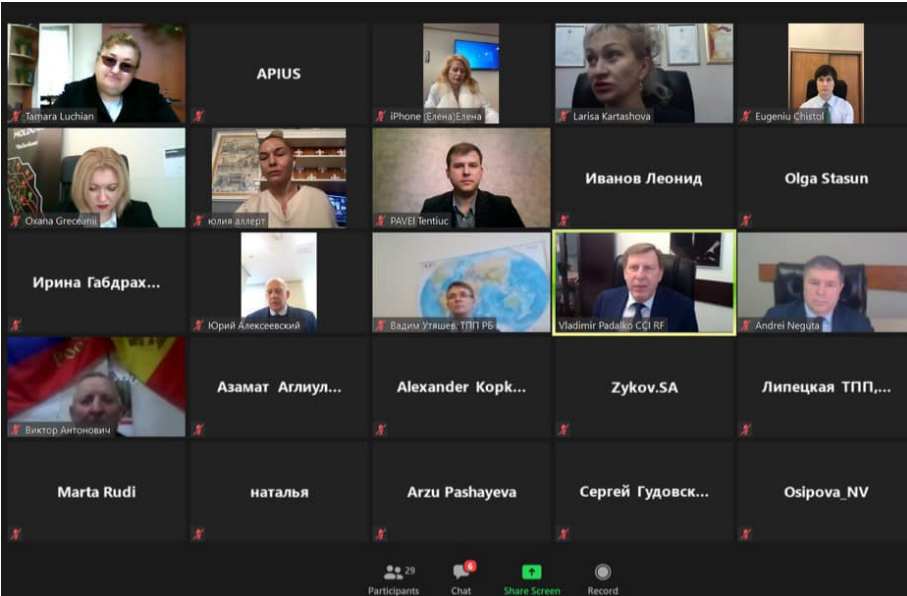 Tamara Luchian
APIUS
iPhone (Елена)Елена
Larisa Kartashova
Eugeniu Chistol
MOLDOVA
Oxana Greceanii
юлия аллерт
PAVEl Tentiuc
Иванов Леонид
Olga Stasun
Ирина Габдрах...
Юрий Алексеевский
Вадим Утяшев, ТПП РБ
Vladimir Padalko CCI RF
Andrei Neguta
Виктор Антонович
Азамат Аглиул...
Alexander Kopk...
Zykov.SA
Липецкая ТПП,...
Marta Rudi
наталья
Arzu Pashayeva
Сергей Гудовск...
Osipova_NV
29
6
Participants
Chat
Share Screen
Record